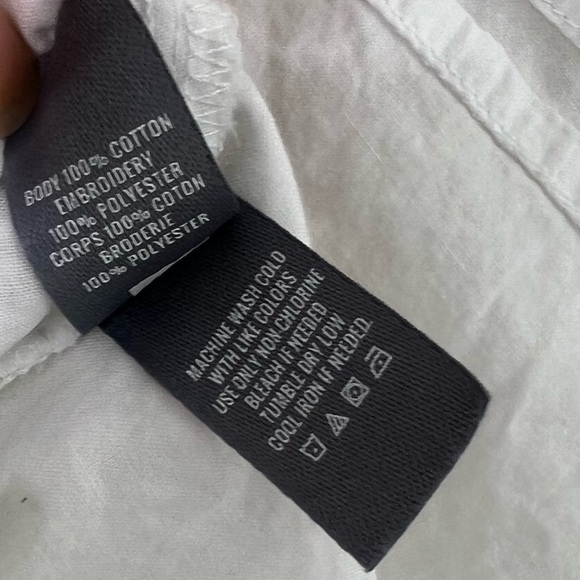 BODY 100% COTTON
EMBROIDERY
100% POLYESTER
CORPS 100% COTON
BRODERIE
100% POLYESTER
MACHINE WASH COLD
WITH LIKE COLORS
USE ONLY NON CHLORINE
BLEACH IF NEEDED
TUMBLE DRY LOW
COOL IRON IF NEEDED.